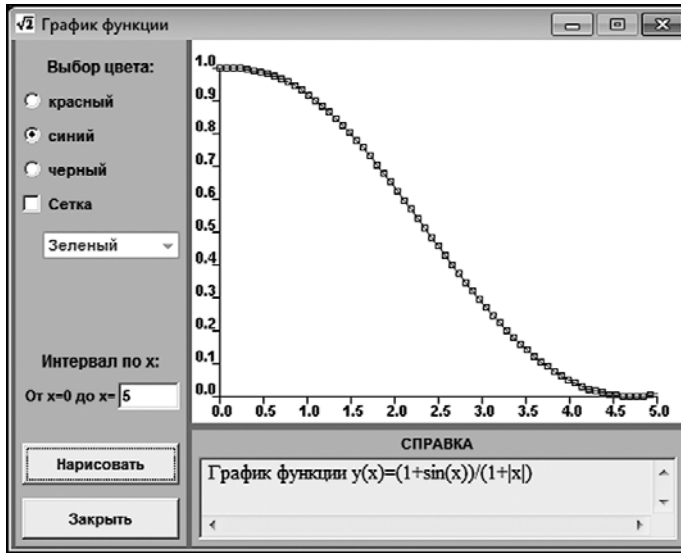 График функции
Выбор цвета:
красный
синий
черный
Сетка
Зеленый
Интервал по x:
От x=0 до x= 5
Нарисовать
Закрыть
1.0
0.9
0.8
0.7
0.6
0.5
0.4
0.3
0.2
0.1
0.0
0.0 0.5 1.0 1.5 2.0 2.5 3.0 3.5 4.0 4.5 5.0
СПРАВКА
График функции y(x)=(1+sin(x))/(1+|x|)